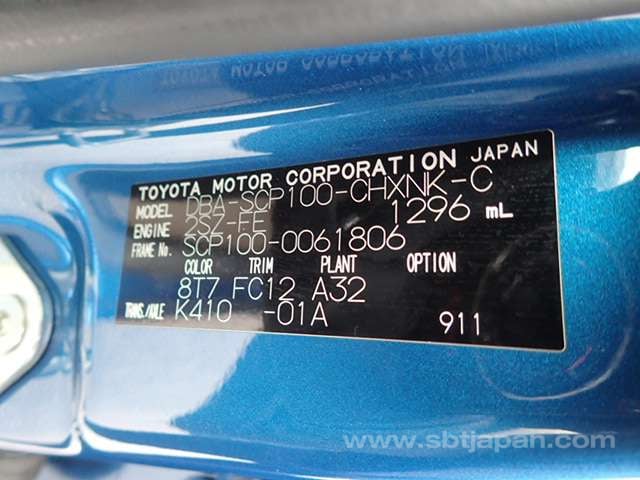 TOYOTA MOTOR CORPORATION JAPAN
MODEL DBA-SCP100-CHXNK-C
ENGINE 2SZ-FE 1296 mL
FRAME No. SCP100-0061806
COLOR TRIM PLANT OPTION
8T7 FC12 A32
TRANS./AXLE K410 -01A 911
www.sbtjapan.com